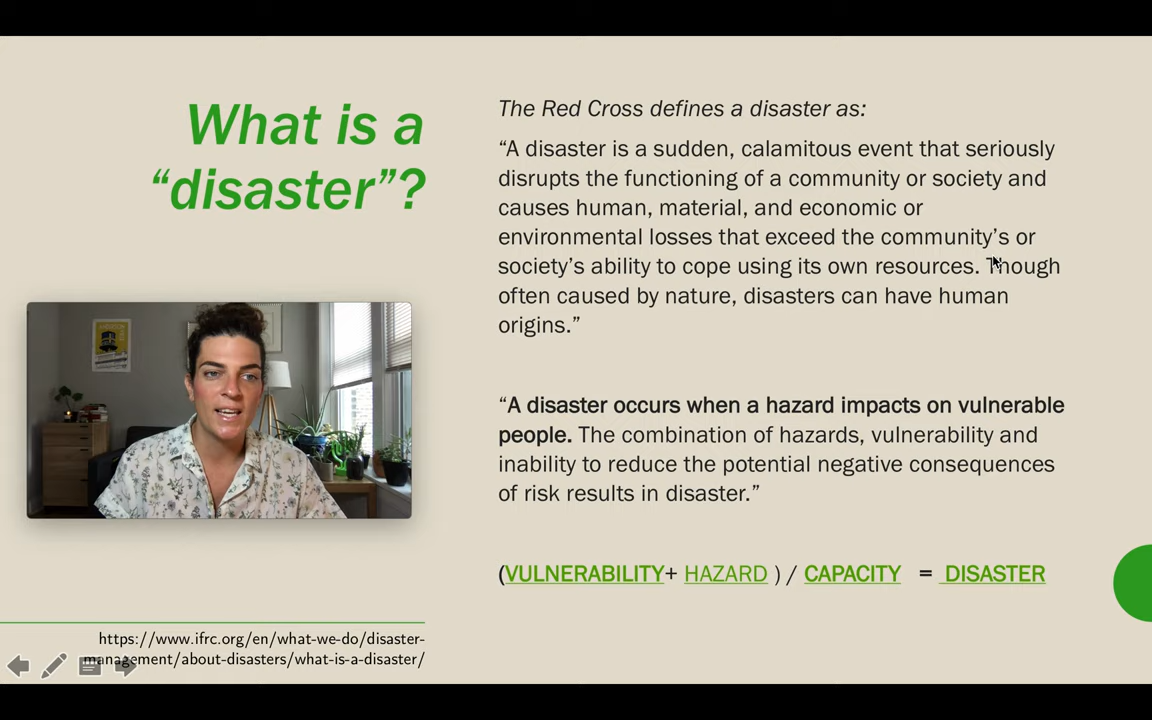 What is a
“disaster”?
The Red Cross defines a disaster as:
“A disaster is a sudden, calamitous event that seriously
disrupts the functioning of a community or society and
causes human, material, and economic or
environmental losses that exceed the community’s or
society’s ability to cope using its own resources. Though
often caused by nature, disasters can have human
origins.”
“A disaster occurs when a hazard impacts on vulnerable
people. The combination of hazards, vulnerability and
inability to reduce the potential negative consequences
of risk results in disaster.”
(VULNERABILITY+ HAZARD ) / CAPACITY = DISASTER
https://www.ifrc.org/en/what-we-do/disaster-
management/about-disasters/what-is-a-disaster/